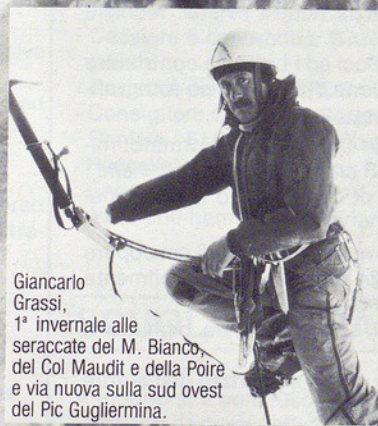 Giancarlo
Grassi,
1ª invernale alle
seraccate del M. Bianco,
del Col Maudit e della Poire
e via nuova sulla sud ovest
del Pic Gugliermina.